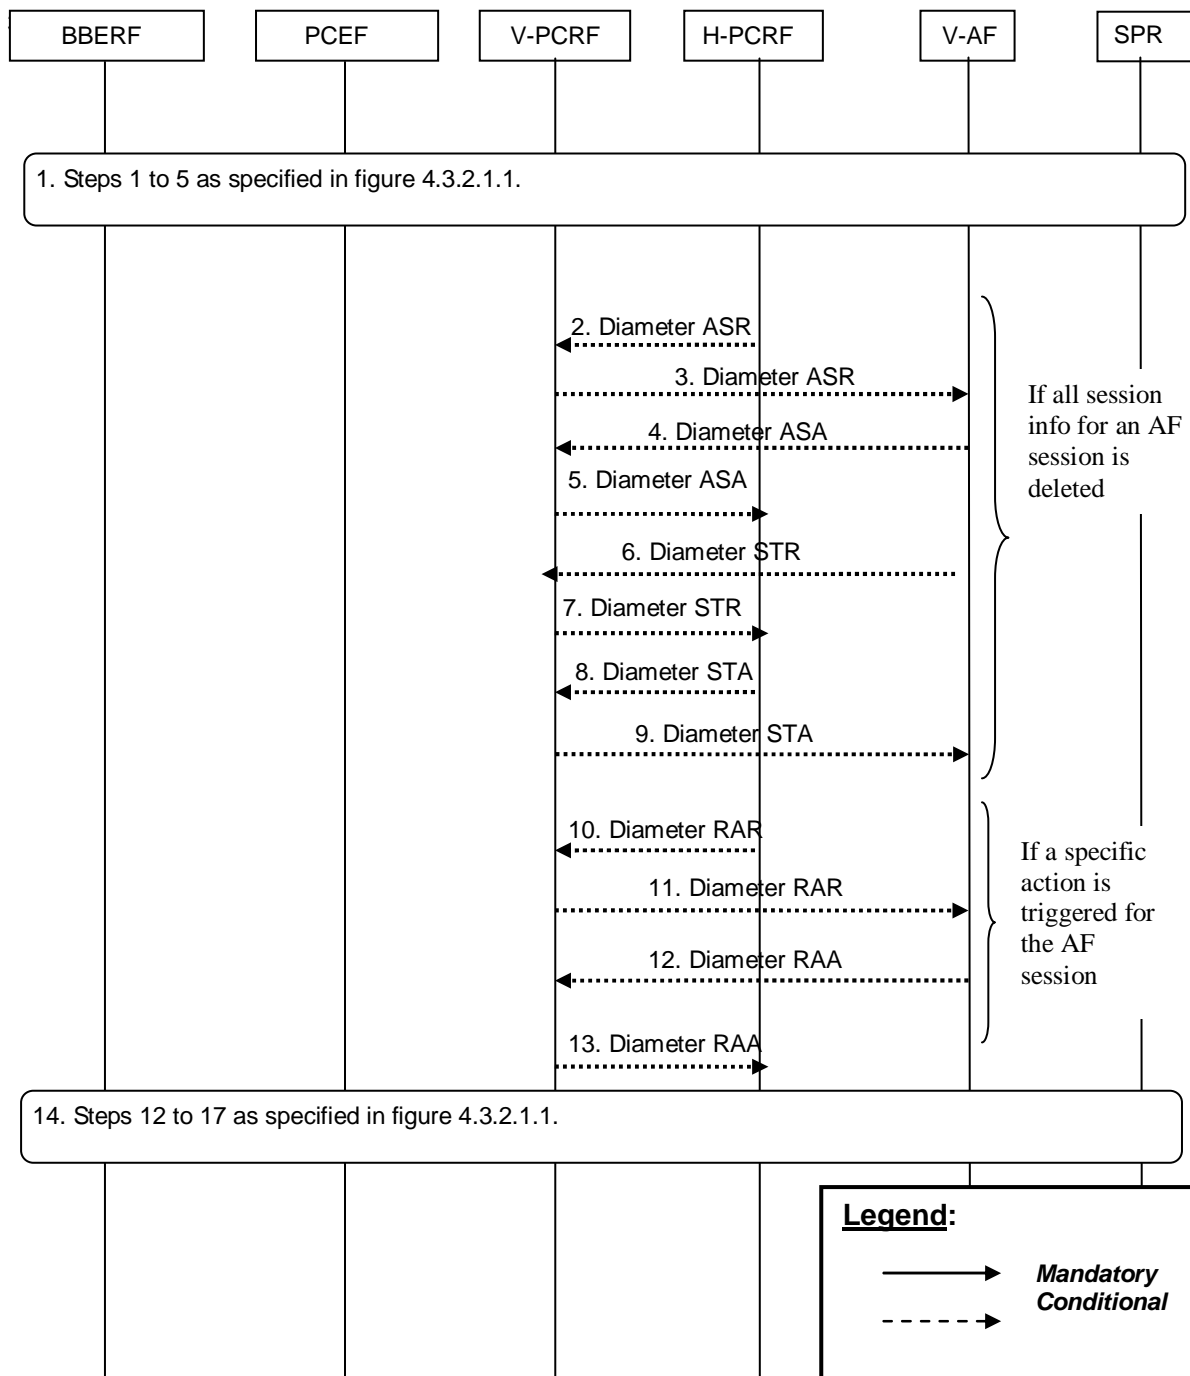 BBERF
PCEF
V-PCRF
H-PCRF
V-AF
SPR
1. Steps 1 to 5 as specified in figure 4.3.2.1.1.
2. Diameter ASR
3. Diameter ASR
4. Diameter ASA
5. Diameter ASA
6. Diameter STR
7. Diameter STR
8. Diameter STA
9. Diameter STA
If all session
info for an AF
session is
deleted
10. Diameter RAR
11. Diameter RAR
12. Diameter RAA
13. Diameter RAA
If a specific
action is
triggered for
the AF
session
14. Steps 12 to 17 as specified in figure 4.3.2.1.1.
Legend:
Mandatory
Conditional